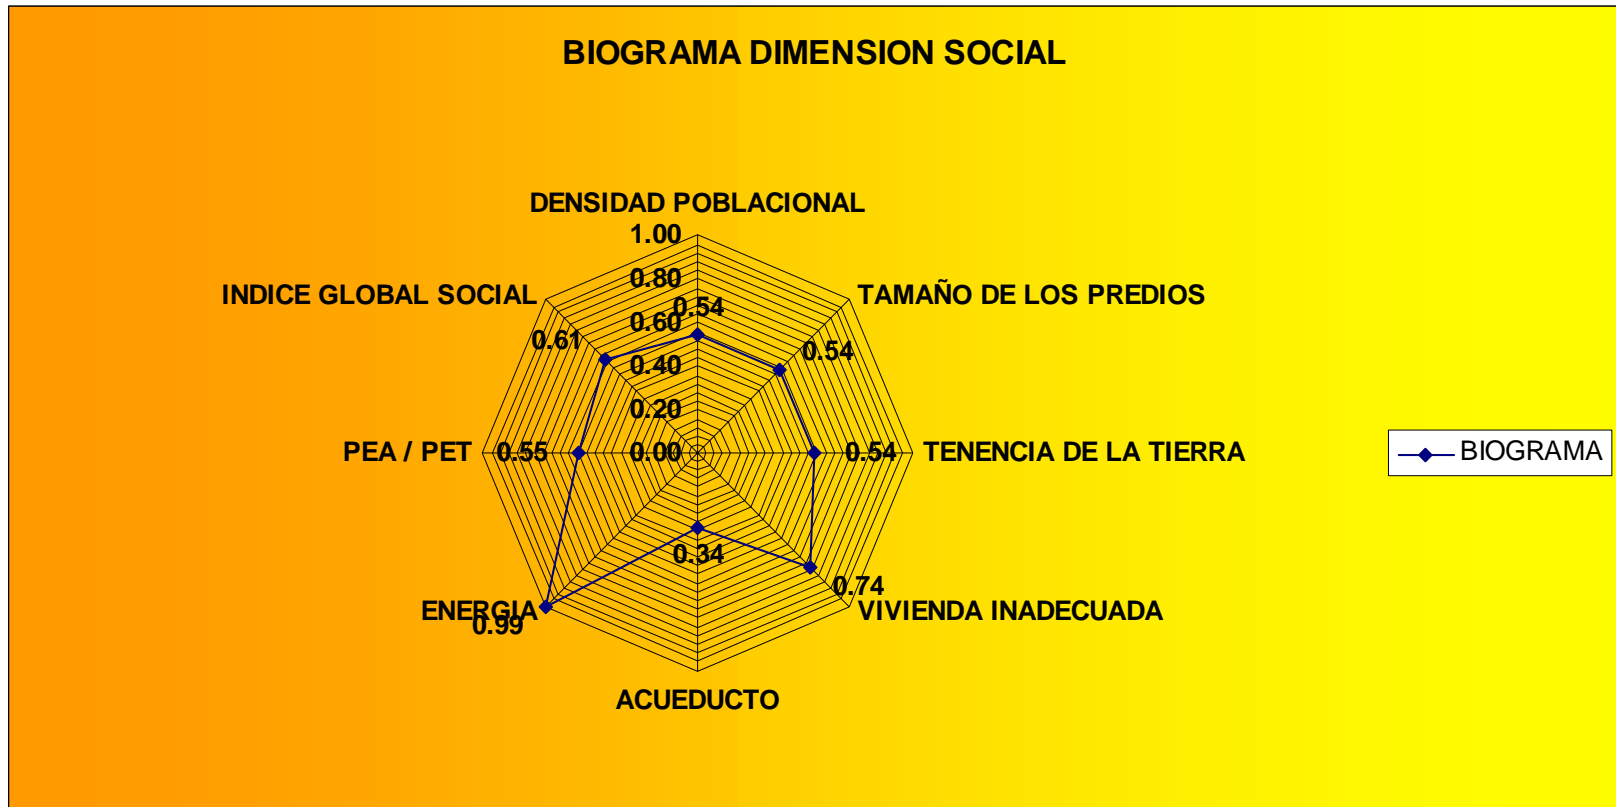 BIOGRAMA DIMENSION SOCIAL
DENSIDAD POBLACIONAL
1.00
INDICE GLOBAL SOCIAL
TAMAÑO DE LOS PREDIOS
0.80
0.54
0.60
0.61
0.54
0.40
0.20
PEA / PET
0.55
0.00
0.54
TENENCIA DE LA TIERRA
BIOGRAMA
0.34
0.74
ENERGIA
VIVIENDA INADECUADA
0.99
ACUEDUCTO